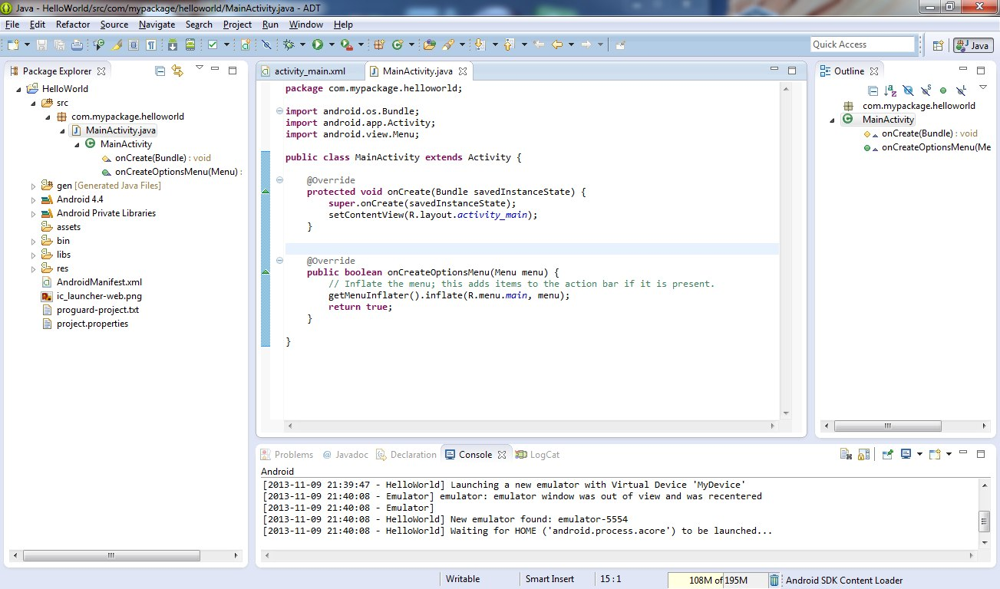 Java - HelloWorld/src/com/mypackage/helloworld/MainActivity.java - ADT
File Edit Refactor Source Navigate Search Project Run Window Help
Quick Access
Java
Package Explorer
HelloWorld
src
com.mypackage.helloworld
MainActivity.java
MainActivity
onCreate(Bundle) : void
onCreateOptionsMenu(Menu) :
gen [Generated Java Files]
Android 4.4
Android Private Libraries
assets
bin
libs
res
AndroidManifest.xml
ic_launcher-web.png
proguard-project.txt
project.properties
activity_main.xml
MainActivity.java
package com.mypackage.helloworld;
import android.os.Bundle;
import android.app.Activity;
import android.view.Menu;
public class MainActivity extends Activity {
@Override
protected void onCreate(Bundle savedInstanceState) {
super.onCreate(savedInstanceState);
setContentView(R.layout.activity_main);
}
@Override
public boolean onCreateOptionsMenu(Menu menu) {
// Inflate the menu; this adds items to the action bar if it is present.
getMenuInflater().inflate(R.menu.main, menu);
return true;
}
}
Outline
com.mypackage.helloworld
MainActivity
onCreate(Bundle) : void
onCreateOptionsMenu(Me
Problems @ Javadoc Declaration Console LogCat
Android
[2013-11-09 21:39:47 - HelloWorld] Launching a new emulator with Virtual Device 'MyDevice'
[2013-11-09 21:40:08 - Emulator] emulator: emulator window was out of view and was recentered
[2013-11-09 21:40:08 - Emulator]
[2013-11-09 21:40:08 - HelloWorld] New emulator found: emulator-5554
[2013-11-09 21:40:08 - HelloWorld] Waiting for HOME ('android.process.acore') to be launched...
Writable Smart Insert 15 : 1 108M of 195M Android SDK Content Loader